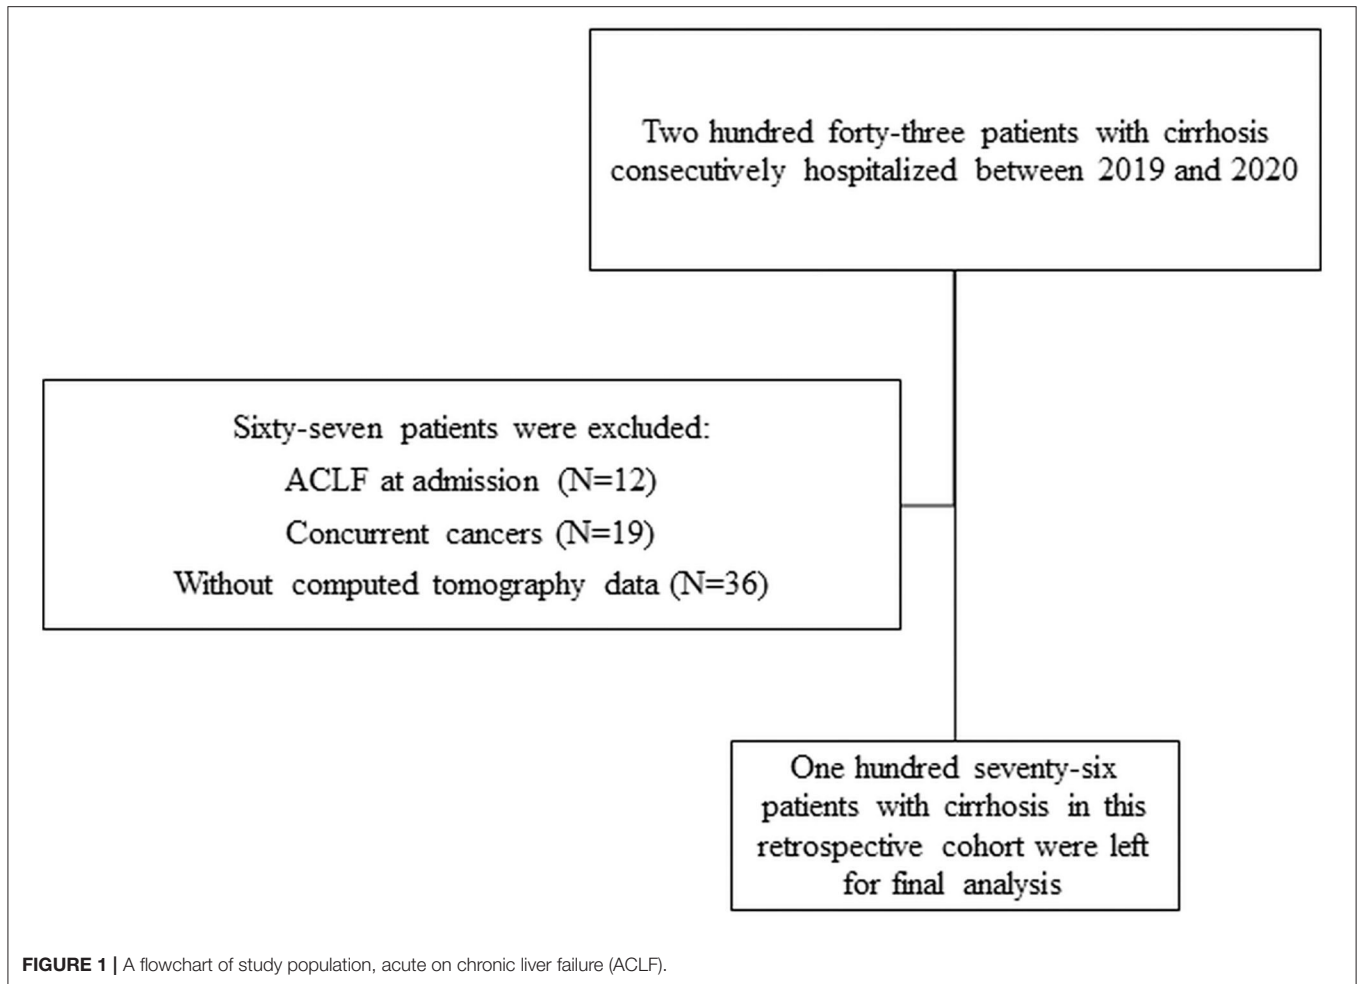 Two hundred forty-three patients with cirrhosis
consecutively hospitalized between 2019 and 2020
Sixty-seven patients were excluded:
ACLF at admission (N=12)
Concurrent cancers (N=19)
Without computed tomography data (N=36)
One hundred seventy-six
patients with cirrhosis in this
retrospective cohort were left
for final analysis
FIGURE 1 | A flowchart of study population, acute on chronic liver failure (ACLF).